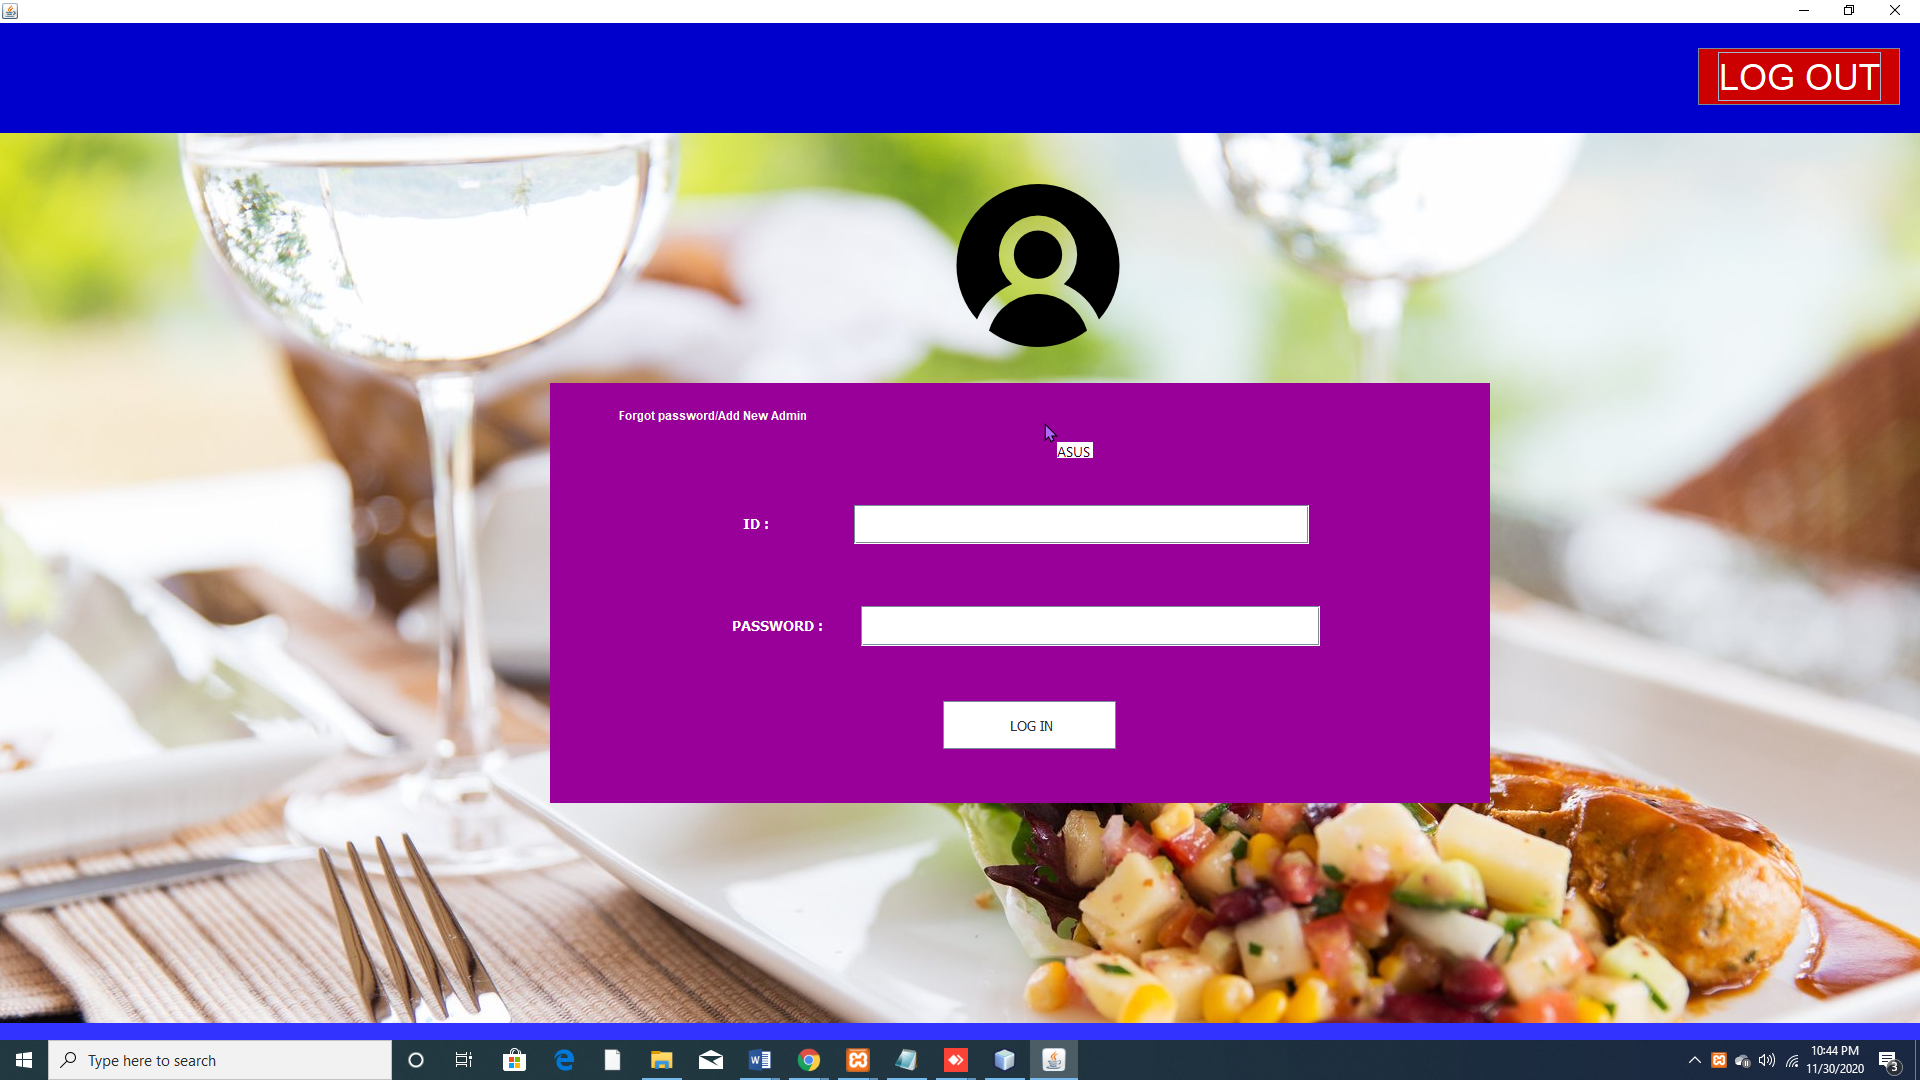 LOG OUT
Forgot password/Add New Admin
ASUS
ID :
PASSWORD :
LOG IN
Type here to search
10:44 PM
11/30/2020
3